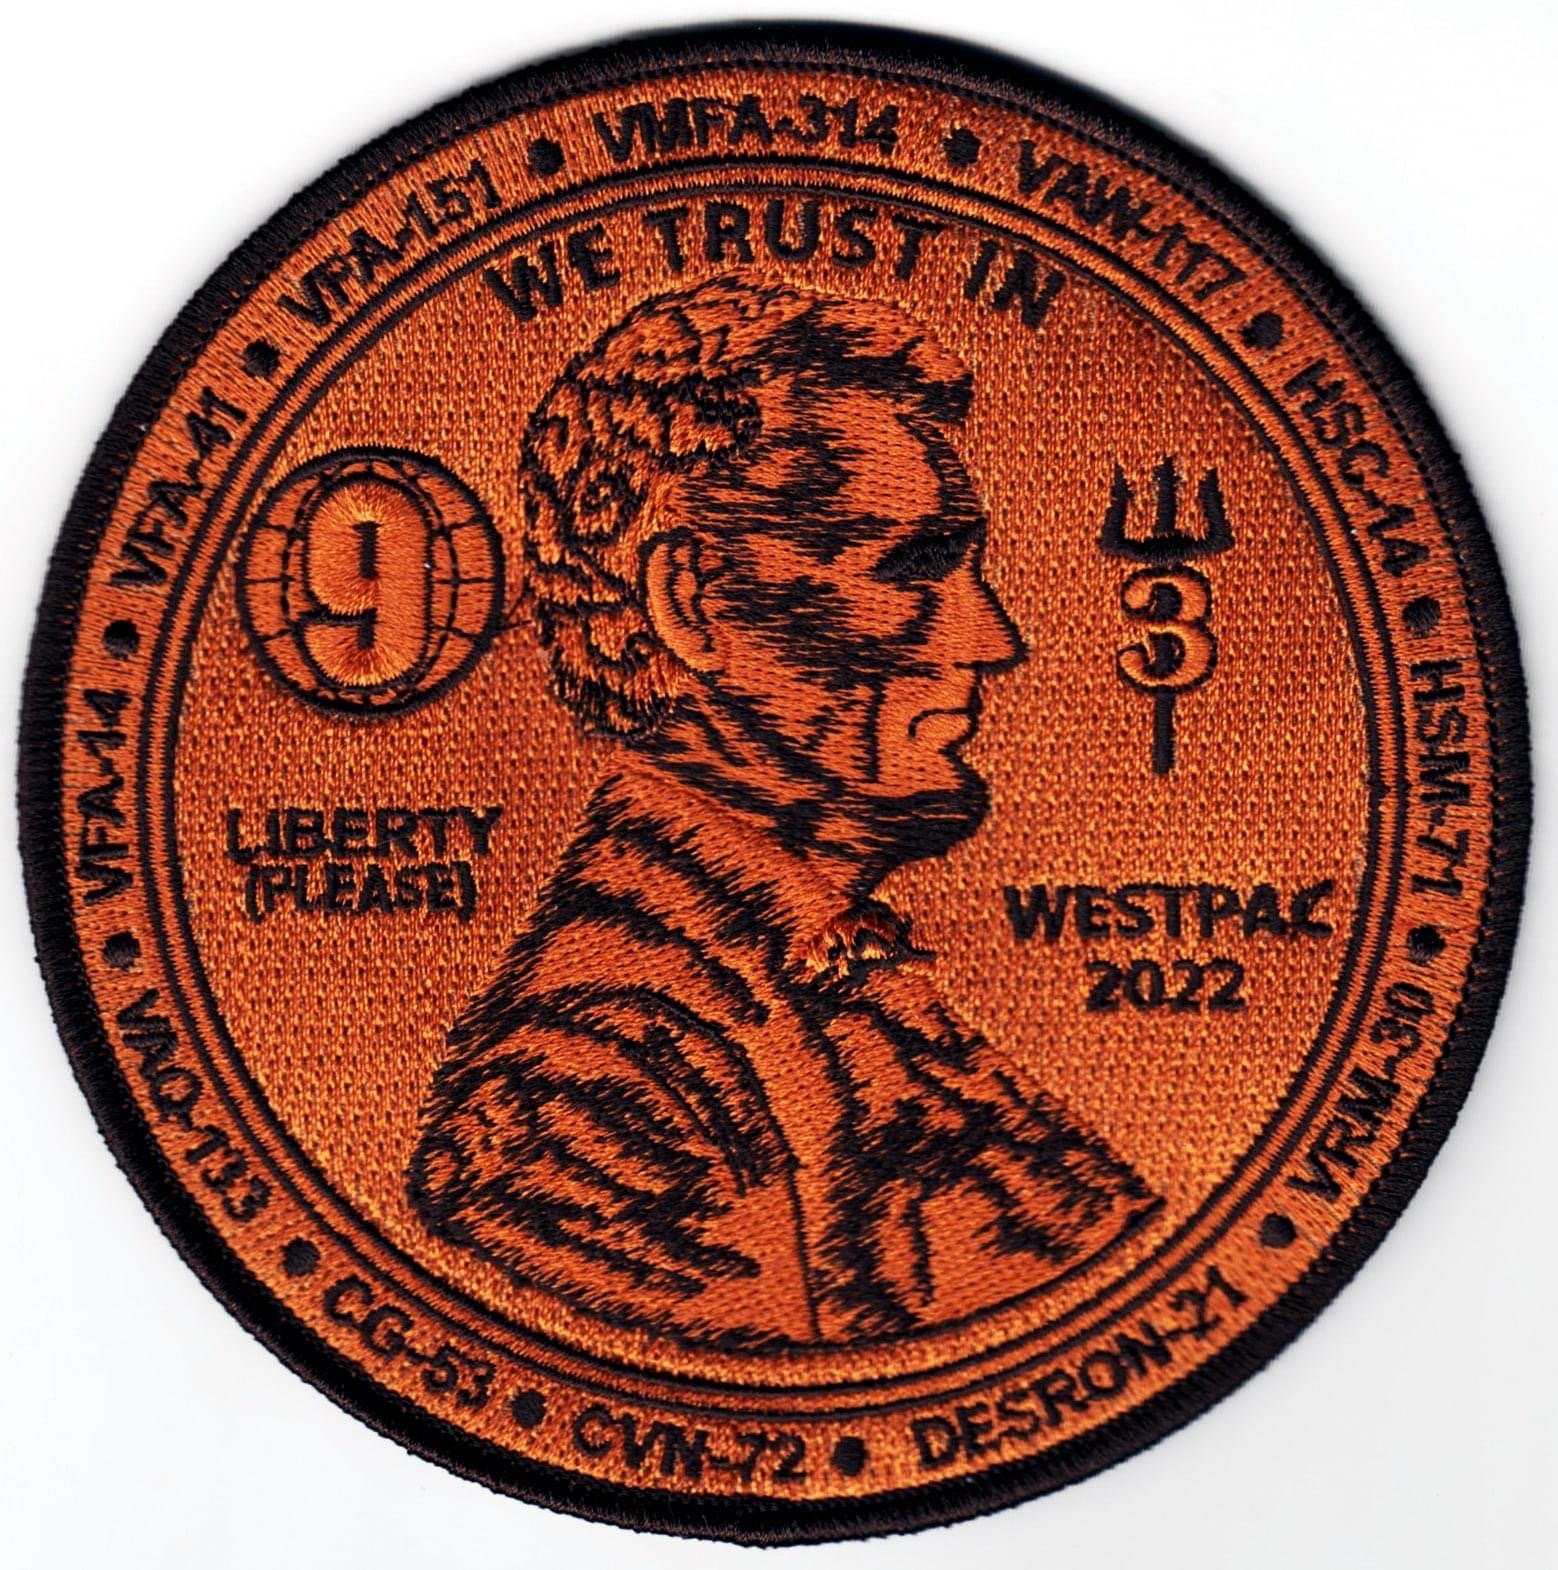 VFA-14 • VFA-41 • VFA-151 • VMFA-314 • VAW-117 • HSC-14 • HSM-71 • VRM-30 • DESRON-21 • CVN-72 • CG-53 • VAQ-133 •
WE TRUST IN
9
3
LIBERTY
(PLEASE)
WESTPAC
2022